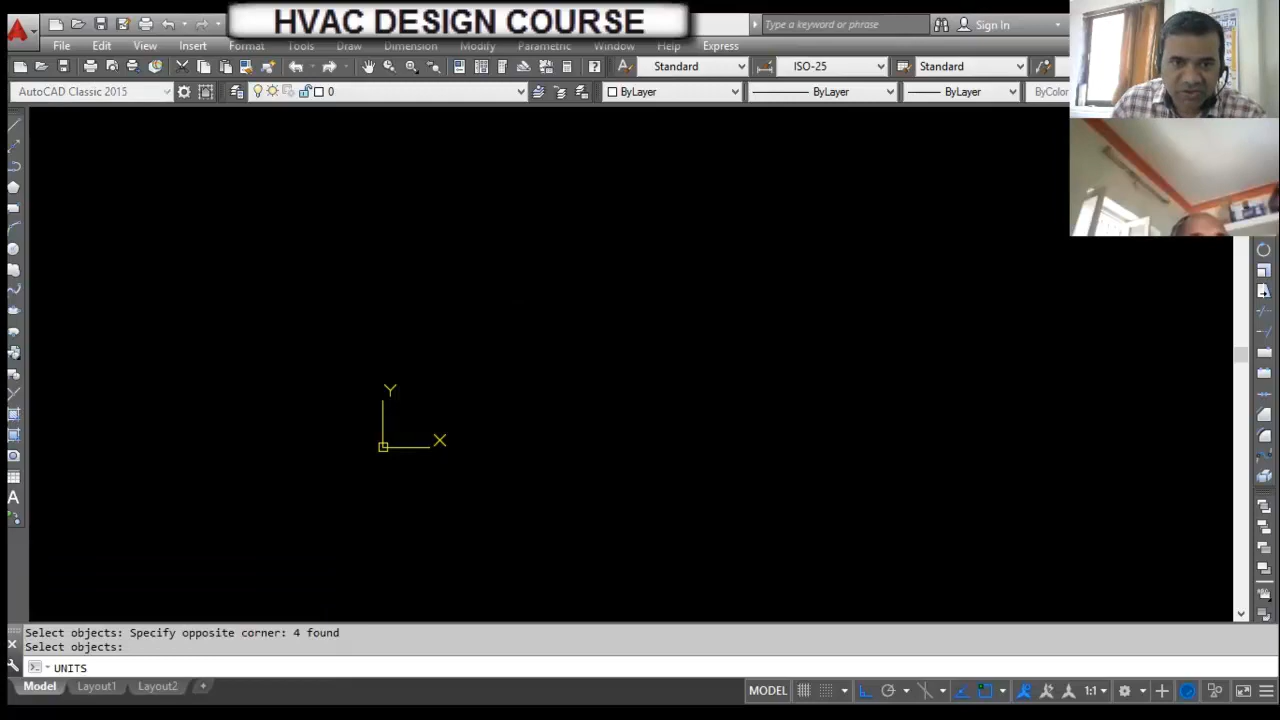 HVAC DESIGN COURSE
Type a keyword or phrase
Sign In
File Edit View Insert Format Tools Draw Dimension Modify Parametric Window Help Express
Standard ISO-25 Standard
AutoCAD Classic 2015 0 ByLayer ByLayer ByLayer ByColor
Y
X
A
Select objects: Specify opposite corner: 4 found
Select objects:
UNITS
Model Layout1 Layout2 + MODEL 1:1